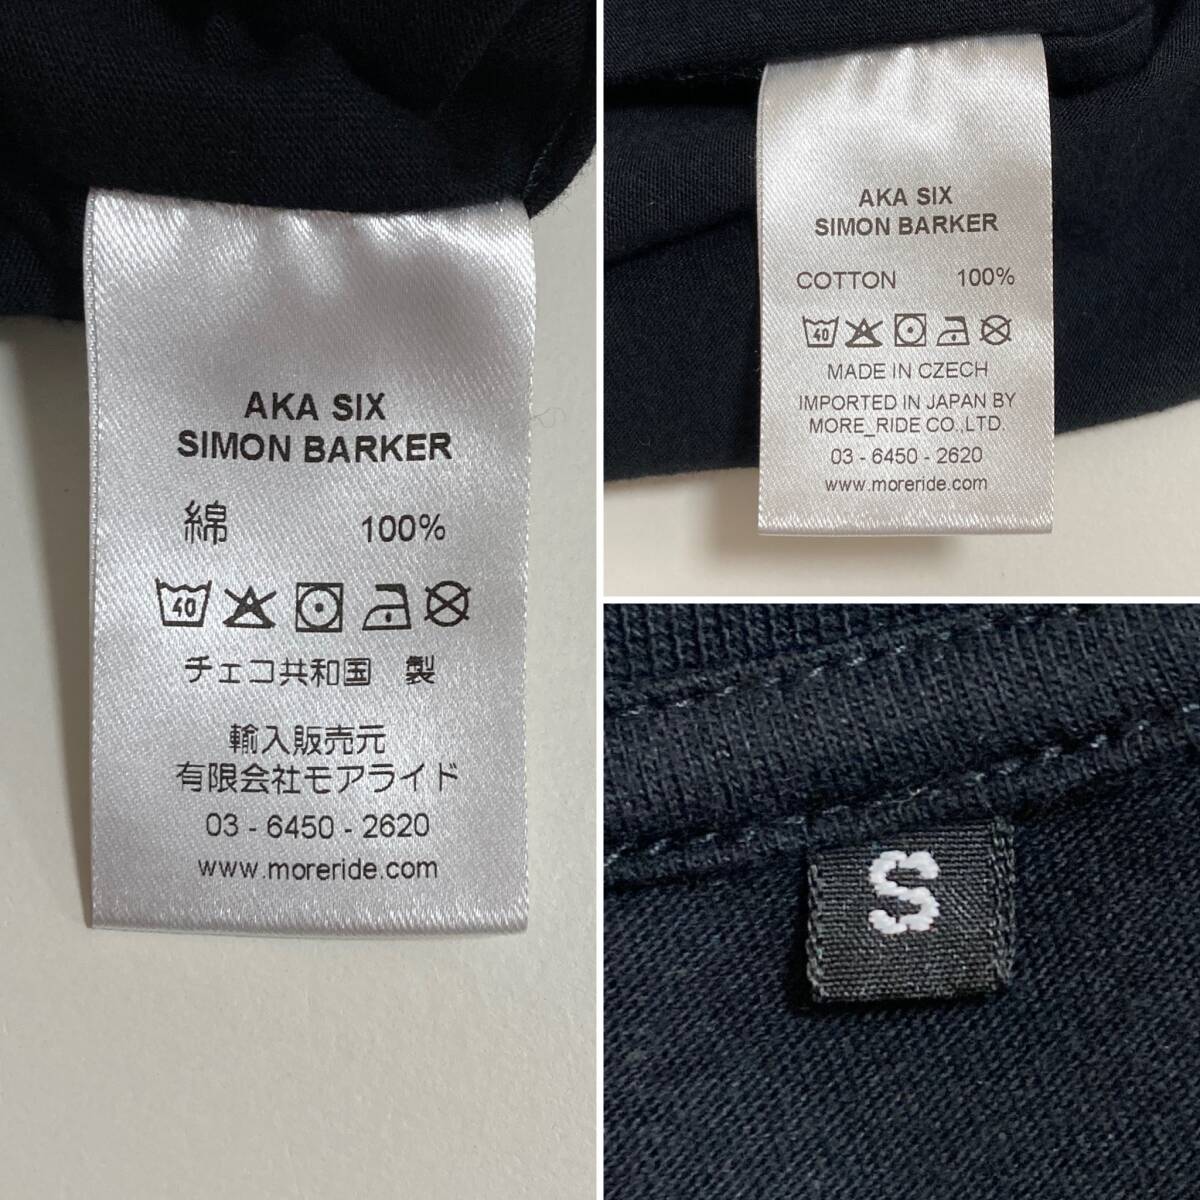 AKA SIX
SIMON BARKER
綿 100%
40
チェコ共和国 製
輸入販売元
有限会社モアライド
03 - 6450 - 2620
www.moreride.com
AKA SIX
SIMON BARKER
COTTON 100%
40
MADE IN CZECH
IMPORTED IN JAPAN BY
MORE_RIDE CO.,LTD.
03 - 6450 - 2620
www.moreride.com
S